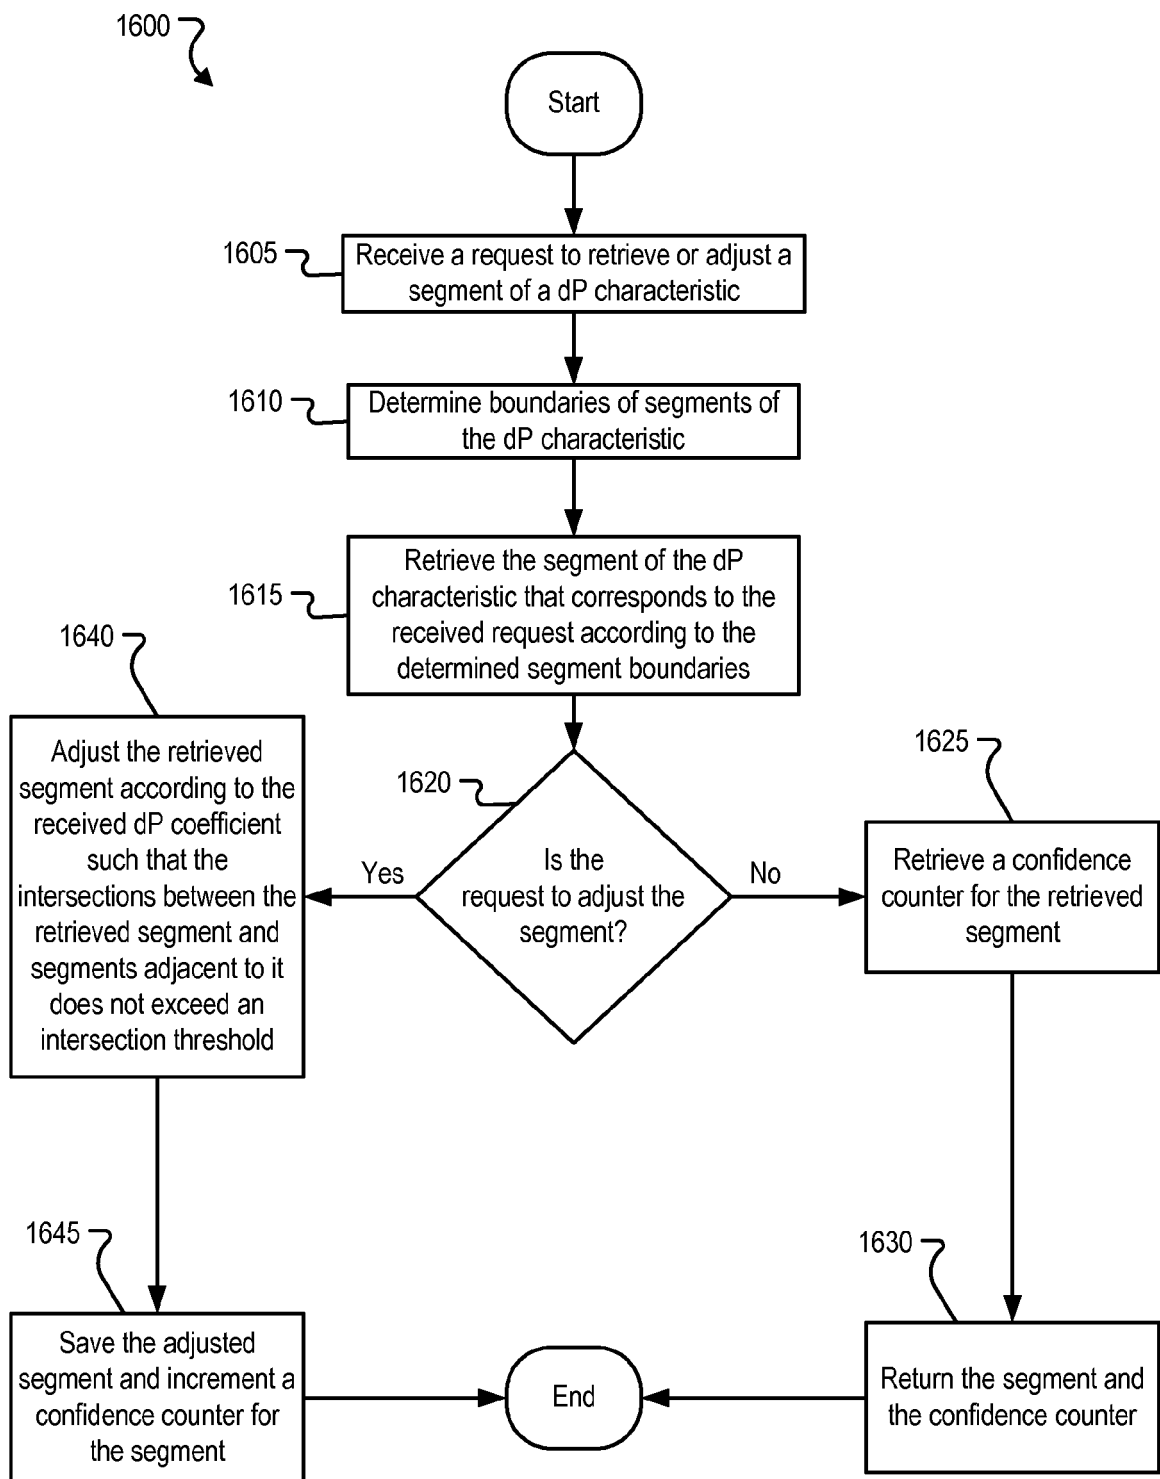 1600
Start
1605
Receive a request to retrieve or adjust a
segment of a dP characteristic
1610
Determine boundaries of segments of
the dP characteristic
1615
Retrieve the segment of the dP
characteristic that corresponds to the
received request according to the
determined segment boundaries
1620
Is the
request to adjust the
segment?
Yes
No
1640
Adjust the retrieved
segment according to the
received dP coefficient
such that the
intersections between the
retrieved segment and
segments adjacent to it
does not exceed an
intersection threshold
1625
Retrieve a confidence
counter for the retrieved
segment
1645
Save the adjusted
segment and increment a
confidence counter for
the segment
1630
Return the segment and
the confidence counter
End